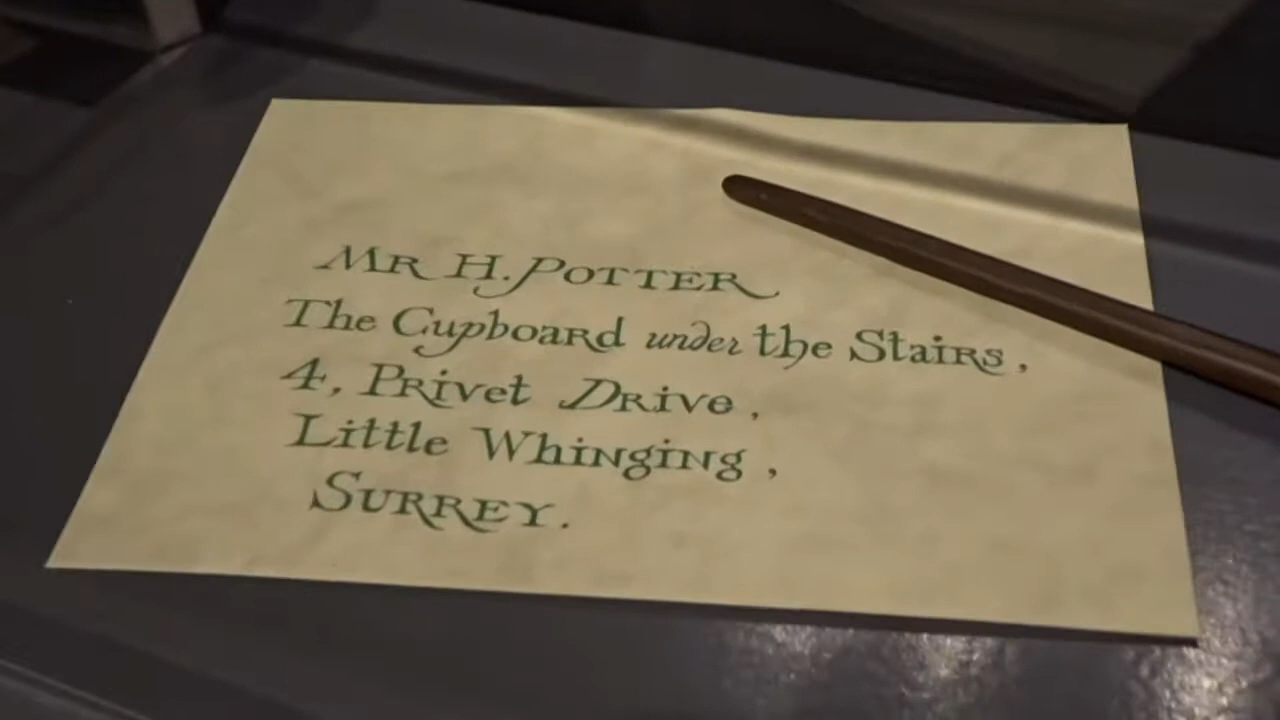 Mr H. Potter
The Cupboard under the Stairs,
4, Privet Drive,
Little Whinging,
Surrey.